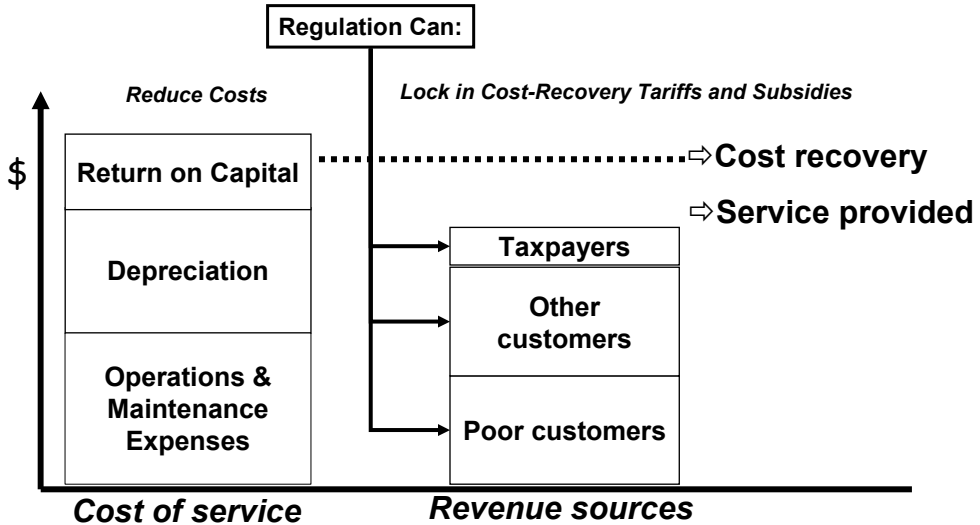 Regulation Can:
Reduce Costs
Lock in Cost-Recovery Tariffs and Subsidies
$
Return on Capital
⇨Cost recovery
⇨Service provided
Depreciation
Taxpayers
Other
customers
Operations &
Maintenance
Expenses
Poor customers
Cost of service
Revenue sources